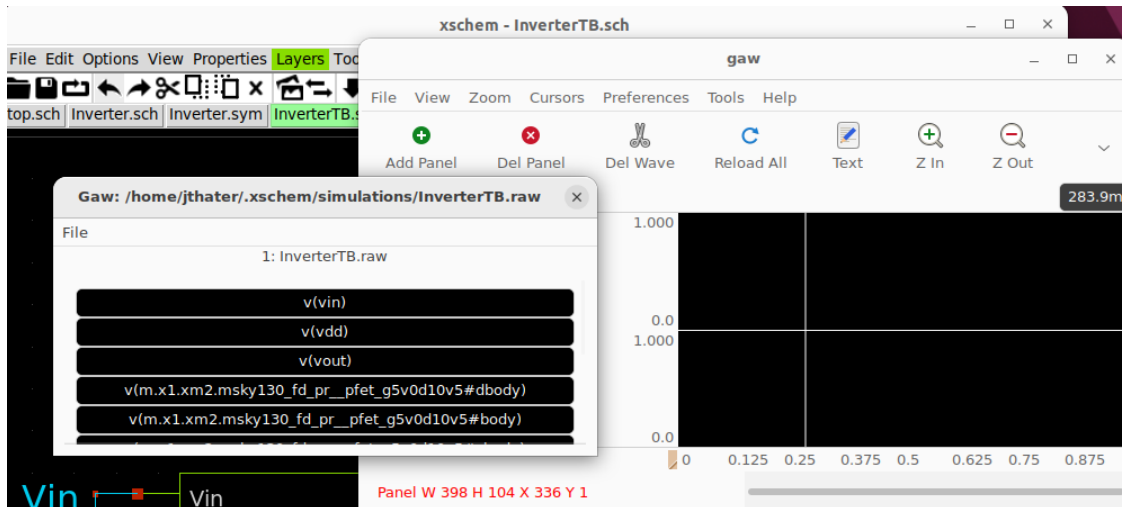 xschem - InverterTB.sch
File Edit Options View Properties Layers
gaw
File View Zoom Cursors Preferences Tools Help
top.sch Inverter.sch Inverter.sym InverterTB.s
Add Panel Del Panel Del Wave Reload All Text Z In Z Out
283.9m
Gaw: /home/jthater/.xschem/simulations/InverterTB.raw
File
1: InverterTB.raw
v(vin)
v(vdd)
v(vout)
v(m.x1.xm2.msky130_fd_pr__pfet_g5v0d10v5#dbody)
v(m.x1.xm2.msky130_fd_pr__pfet_g5v0d10v5#body)
1.000
0.0
1.000
0.0
0 0.125 0.25 0.375 0.5 0.625 0.75 0.875
Panel W 398 H 104 X 336 Y 1
Vin
Vin